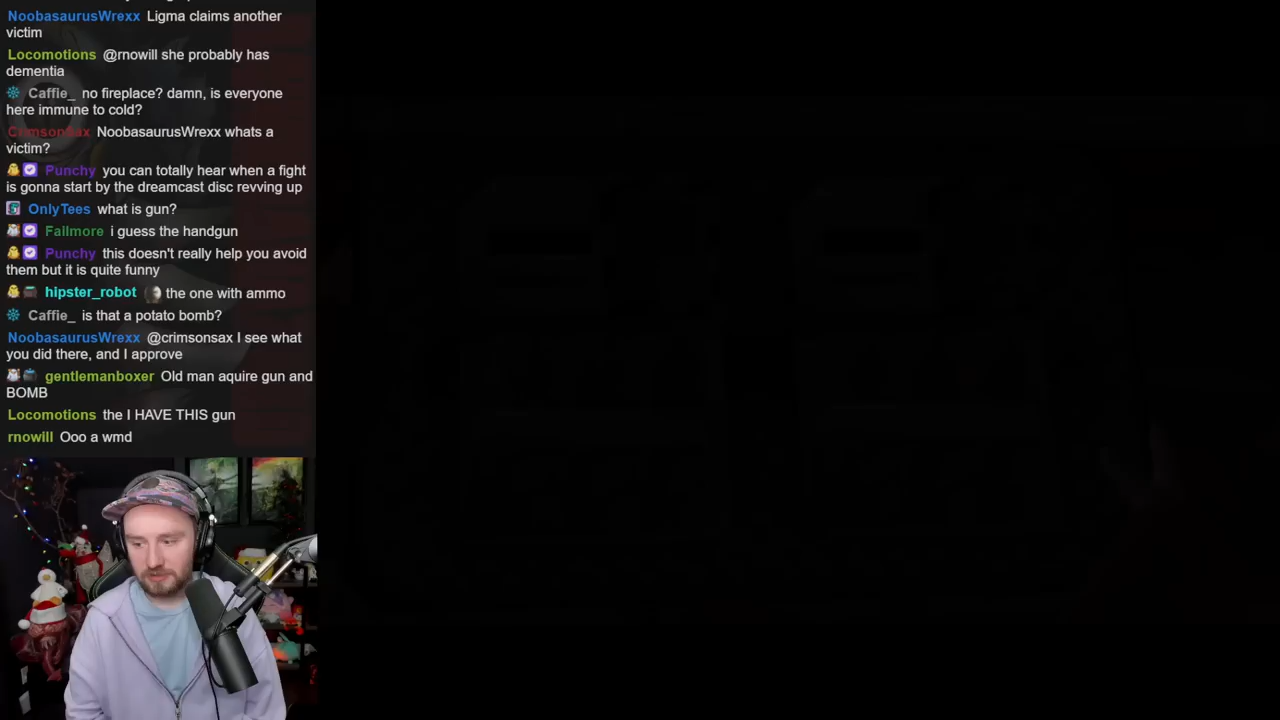 NoobasaurusWrexx Ligma claims another
victim
Locomotions @rnowill she probably has
dementia
Caffie_ no fireplace? damn, is everyone
here immune to cold?
CrimsonSax NoobasaurusWrexx whats a
victim?
Punchy you can totally hear when a fight
is gonna start by the dreamcast disc revving up
OnlyTees what is gun?
Failmore i guess the handgun
Punchy this doesn't really help you avoid
them but it is quite funny
hipster_robot the one with ammo
Caffie_ is that a potato bomb?
NoobasaurusWrexx @crimsonsax I see what
you did there, and I approve
gentlemanboxer Old man aquire gun and
BOMB
Locomotions the I HAVE THIS gun
rnowill Ooo a wmd